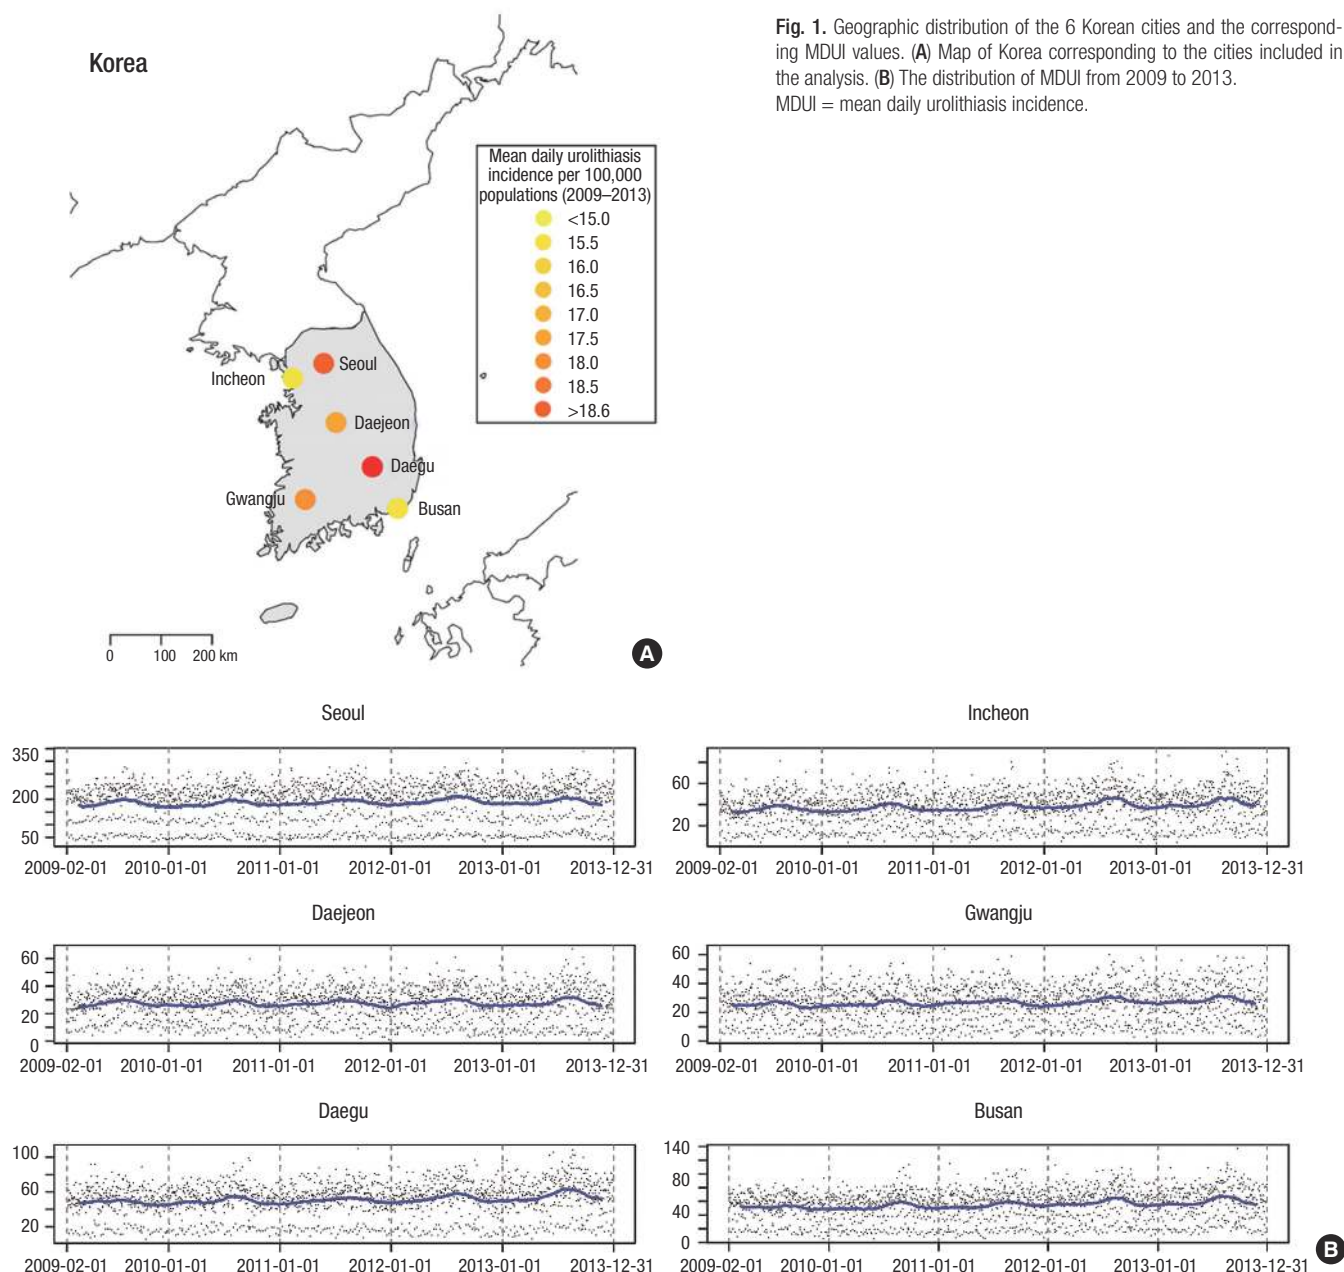 Fig. 1. Geographic distribution of the 6 Korean cities and the correspond-
ing MDUI values. (A) Map of Korea corresponding to the cities included in
the analysis. (B) The distribution of MDUI from 2009 to 2013.
MDUI = mean daily urolithiasis incidence.
Korea
Mean daily urolithiasis
incidence per 100,000
populations (2009–2013)
<15.0
15.5
16.0
16.5
17.0
17.5
18.0
18.5
>18.6
Seoul
Incheon
Daejeon
Daegu
Gwangju
Busan
0 100 200 km
A
Seoul
350
200
50
2009-02-01 2010-01-01 2011-01-01 2012-01-01 2013-01-01 2013-12-31
Incheon
60
20
2009-02-01 2010-01-01 2011-01-01 2012-01-01 2013-01-01 2013-12-31
Daejeon
60
40
20
0
2009-02-01 2010-01-01 2011-01-01 2012-01-01 2013-01-01 2013-12-31
Gwangju
60
40
20
0
2009-02-01 2010-01-01 2011-01-01 2012-01-01 2013-01-01 2013-12-31
Daegu
100
60
20
2009-02-01 2010-01-01 2011-01-01 2012-01-01 2013-01-01 2013-12-31
Busan
140
80
40
0
2009-02-01 2010-01-01 2011-01-01 2012-01-01 2013-01-01 2013-12-31
B